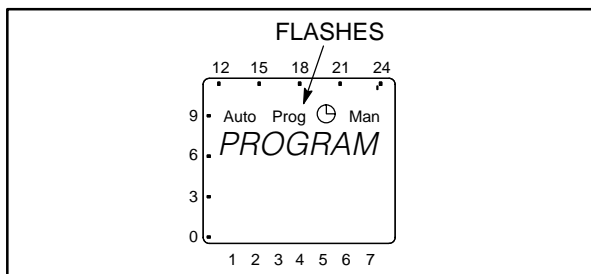 FLASHES
12 15 18 21 24
9 Auto Prog Man
PROGRAM
6
3
0
1 2 3 4 5 6 7